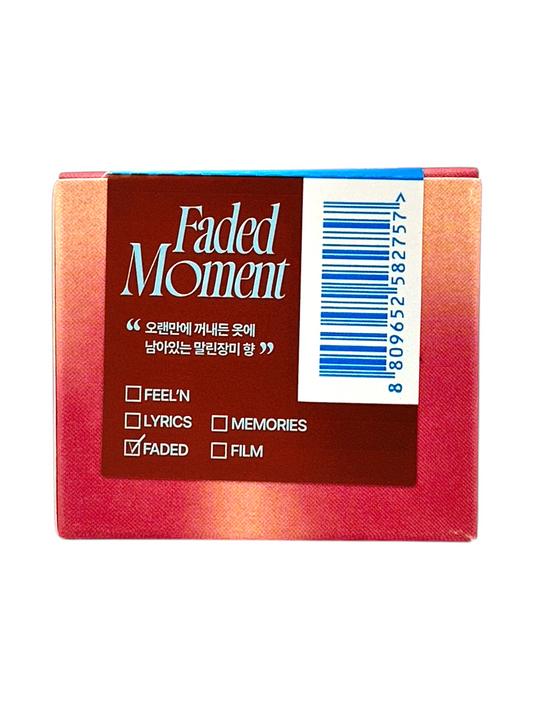 Faded
Moment
“ 오랜만에 꺼내든 옷에
남아있는 말린장미 향 ”
FEEL'N
LYRICS MEMORIES
FADED FILM
8 809652 582757 >